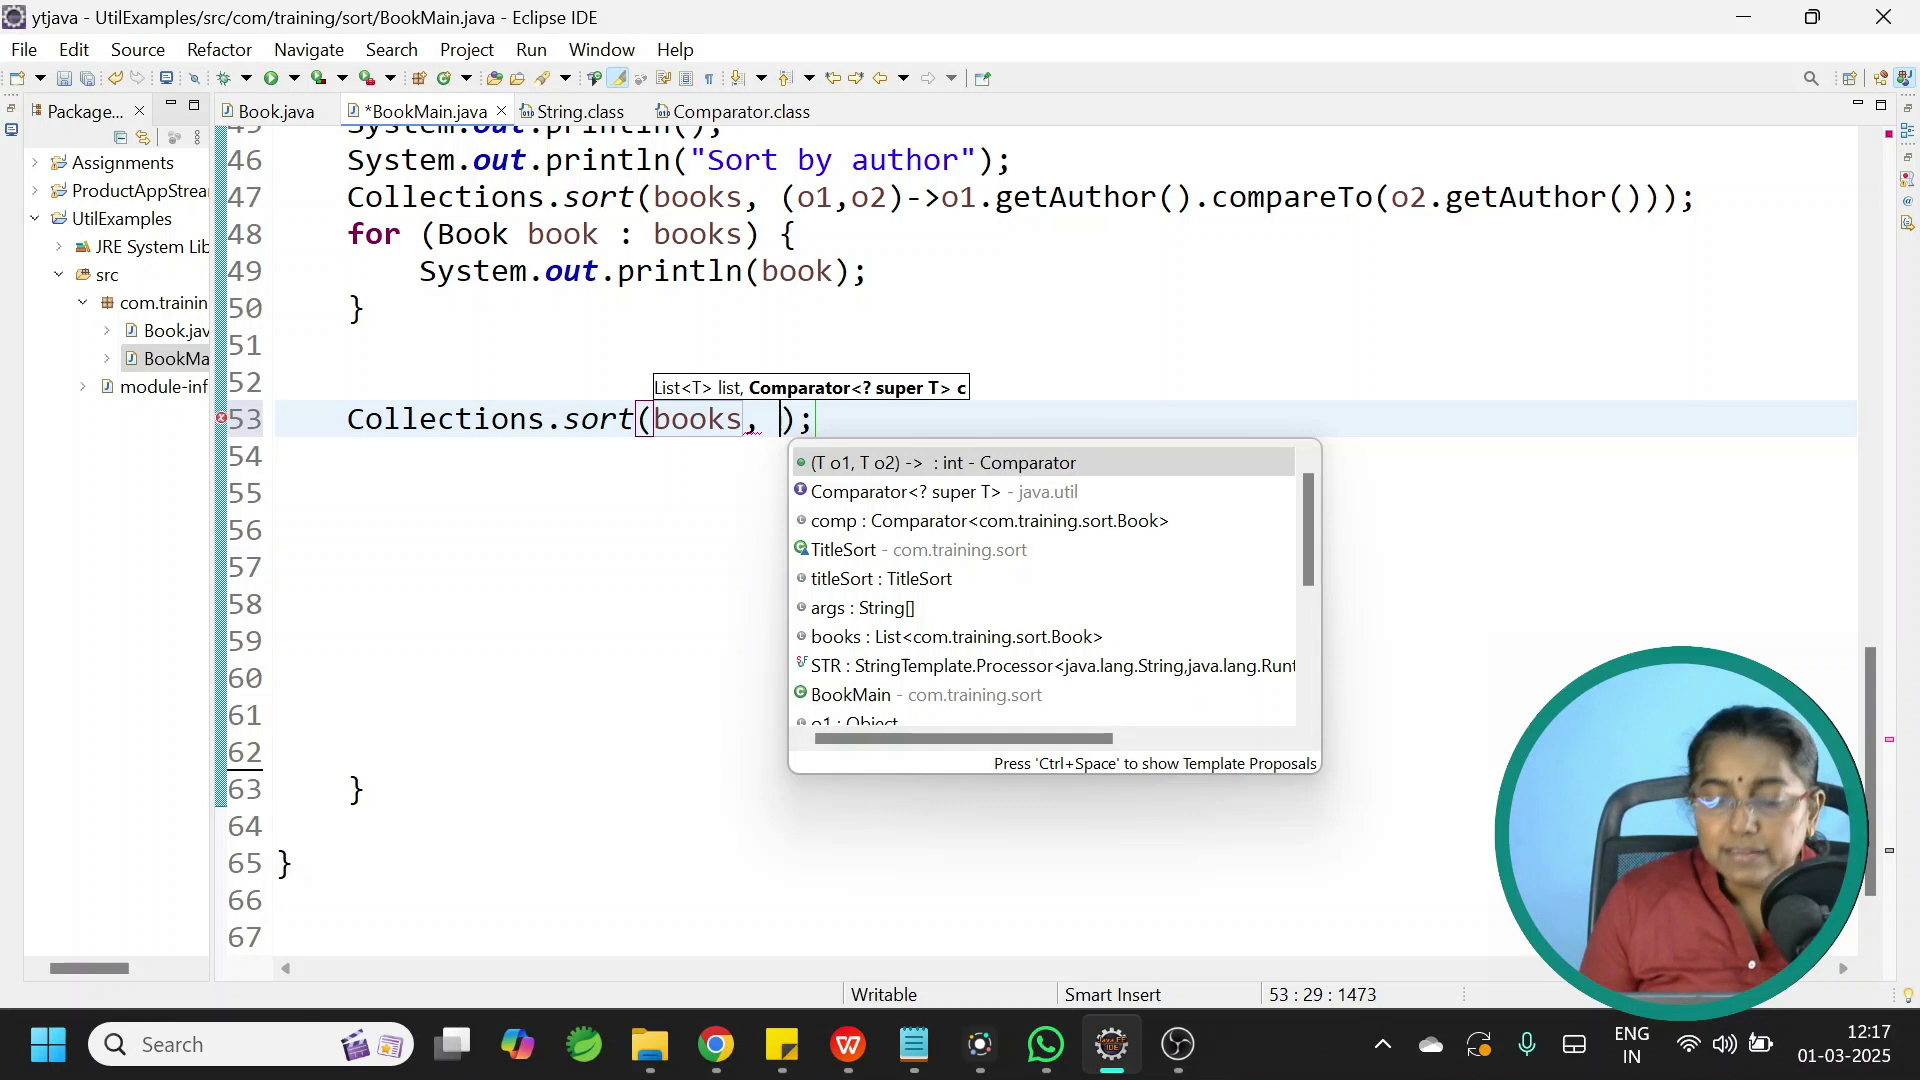 ytjava - UtilExamples/src/com/training/sort/BookMain.java - Eclipse IDE
File Edit Source Refactor Navigate Search Project Run Window Help
Package... Book.java *BookMain.java String.class Comparator.class
Assignments
ProductAppStrea
UtilExamples
JRE System Lib
src
com.trainin
Book.jav
BookMa
module-inf
45 System.out.println();
46 System.out.println("Sort by author");
47 Collections.sort(books, (o1,o2)->o1.getAuthor().compareTo(o2.getAuthor()));
48 for (Book book : books) {
49 System.out.println(book);
50 }
51
52
List<T> list, Comparator<? super T> c
53 Collections.sort(books, );
54
55
56
57
58
59
60
61
62
63 }
64
65 }
66
67
(T o1, T o2) -> : int - Comparator
Comparator<? super T> - java.util
comp : Comparator<com.training.sort.Book>
TitleSort - com.training.sort
titleSort : TitleSort
args : String[]
books : List<com.training.sort.Book>
STR : StringTemplate.Processor<java.lang.String,java.lang.Runt
BookMain - com.training.sort
o1 : Object
Press 'Ctrl+Space' to show Template Proposals
Writable Smart Insert 53 : 29 : 1473
Search
ENG
IN
12:17
01-03-2025